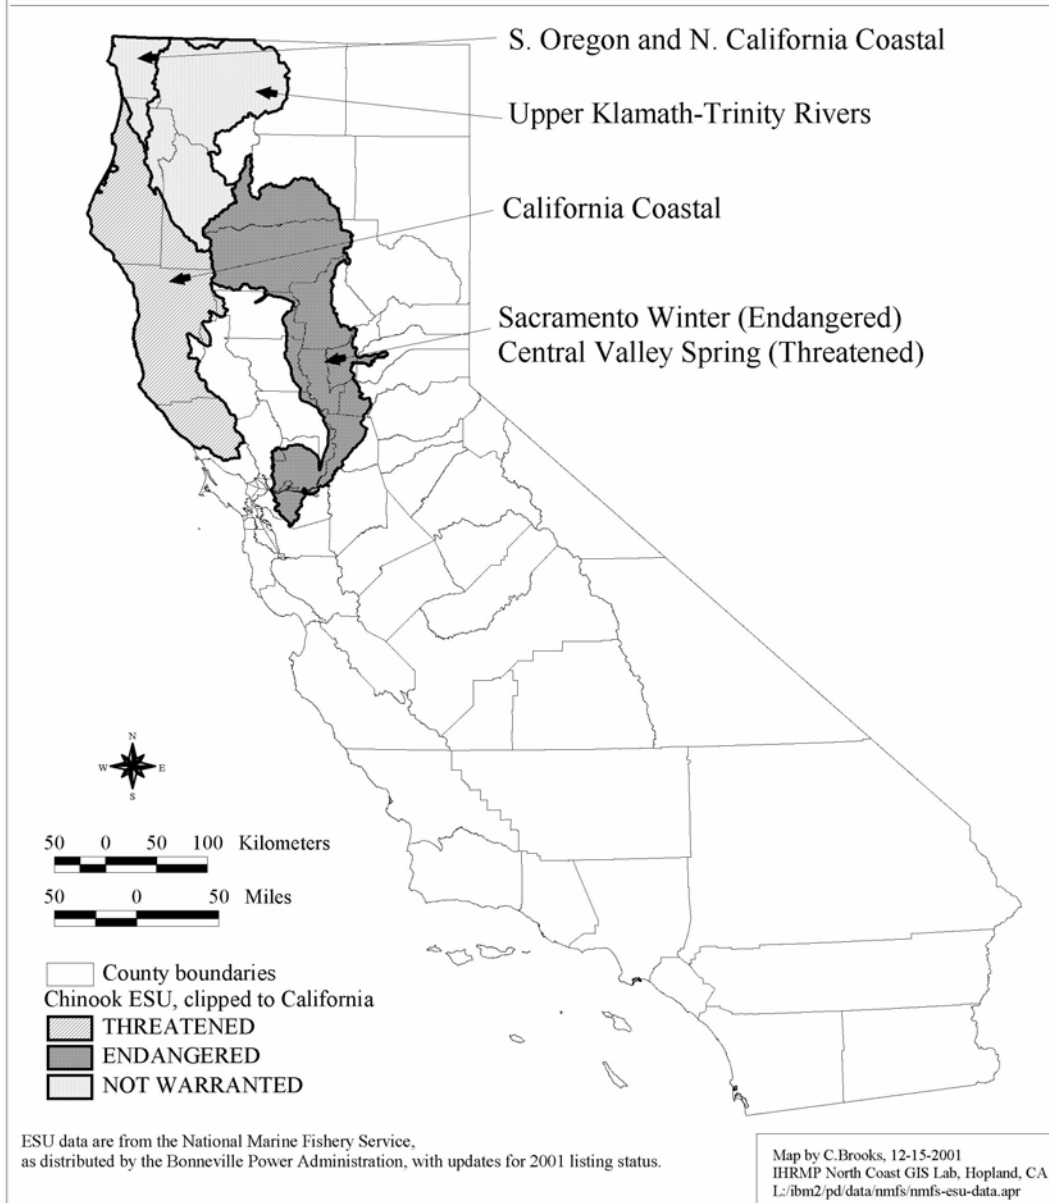 S. Oregon and N. California Coastal
Upper Klamath-Trinity Rivers
California Coastal
Sacramento Winter (Endangered)
Central Valley Spring (Threatened)
N
W E
S
50 0 50 100 Kilometers
50 0 50 Miles
County boundaries
Chinook ESU, clipped to California
THREATENED
ENDANGERED
NOT WARRANTED
ESU data are from the National Marine Fishery Service,
as distributed by the Bonneville Power Administration, with updates for 2001 listing status.
Map by C.Brooks, 12-15-2001
IHRMP North Coast GIS Lab, Hopland, CA
L:/ibm2/pd/data/nmfs/nmfs-esu-data.apr